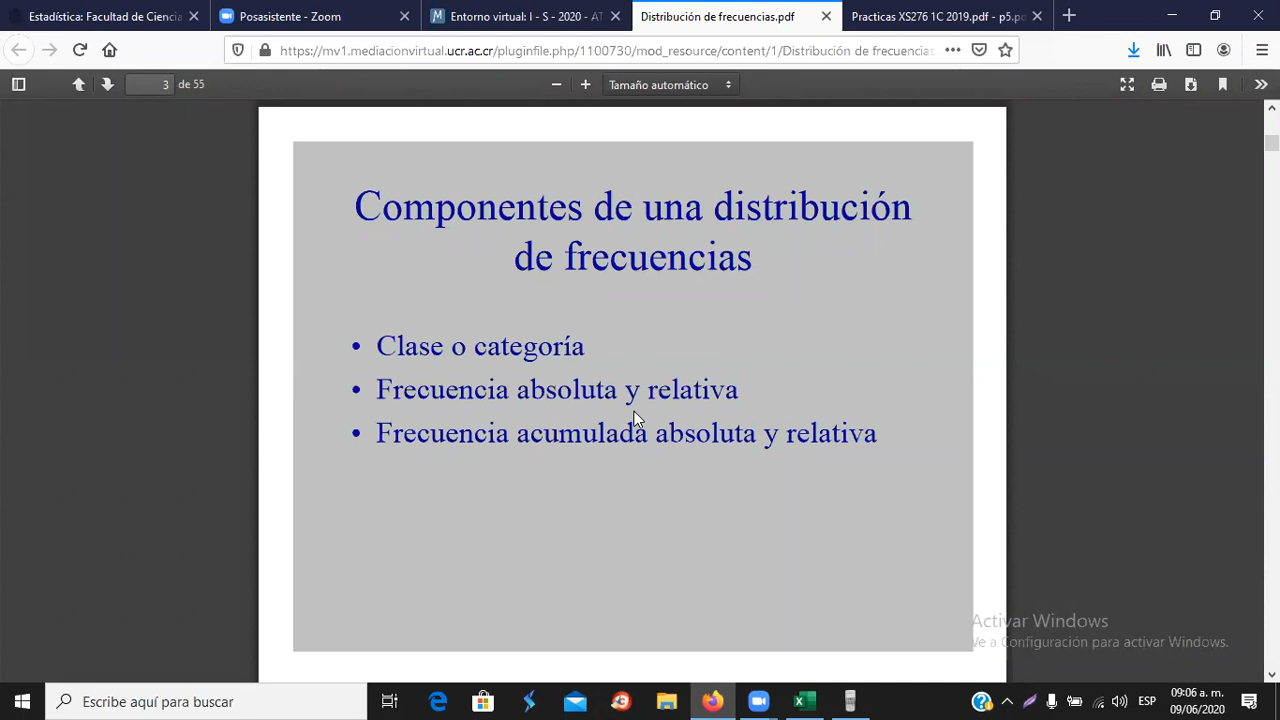 Estadística: Facultad de Ciencia
Posasistente - Zoom
Entorno virtual: I - S - 2020 - AT
Distribución de frecuencias.pdf
Practicas XS276 1C 2019.pdf - p5.po
https://mv1.mediacionvirtual.ucr.ac.cr/pluginfile.php/1100730/mod_resource/content/1/Distribución de frecuencias
3 de 55
Tamaño automático
Componentes de una distribución
de frecuencias
• Clase o categoría
• Frecuencia absoluta y relativa
• Frecuencia acumulada absoluta y relativa
Activar Windows
Ve a Configuración para activar Windows.
Escribe aquí para buscar
ESP
09:06 a. m.
09/06/2020